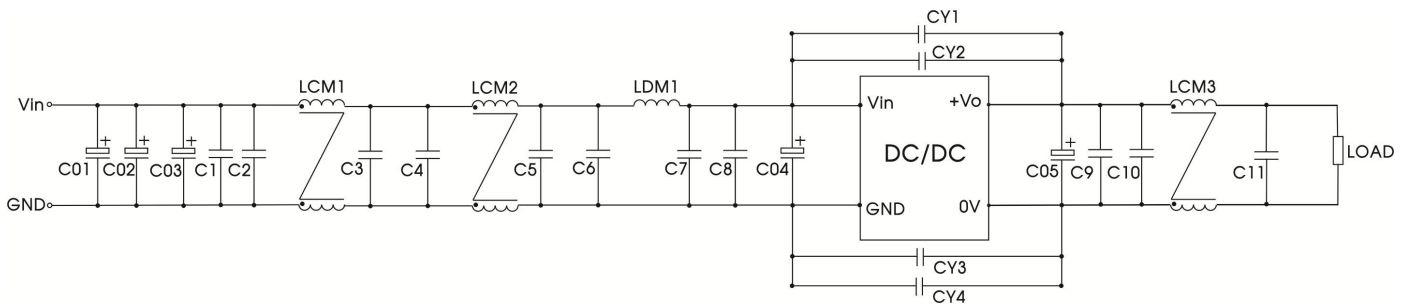 CY1
CY2
LCM1 LCM2 LDM1 LCM3
Vin Vin +Vo
C01 + C02 + C03 + C1 C2 C3 C4 C5 C6 C7 C8 C04 + DC/DC C05 + C9 C10 C11 LOAD
GND GND 0V
CY3
CY4